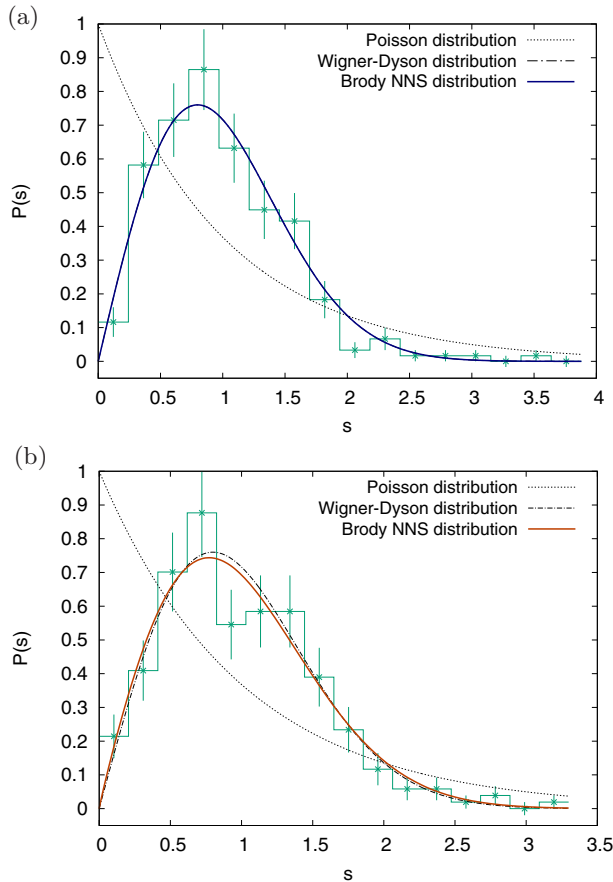 (a)
Poisson distribution
Wigner-Dyson distribution
Brody NNS distribution
1
0.9
0.8
0.7
0.6
0.5
0.4
0.3
0.2
0.1
0
P(s)
0 0.5 1 1.5 2 2.5 3 3.5 4
s
(b)
Poisson distribution
Wigner-Dyson distribution
Brody NNS distribution
1
0.9
0.8
0.7
0.6
0.5
0.4
0.3
0.2
0.1
0
P(s)
0 0.5 1 1.5 2 2.5 3 3.5
s